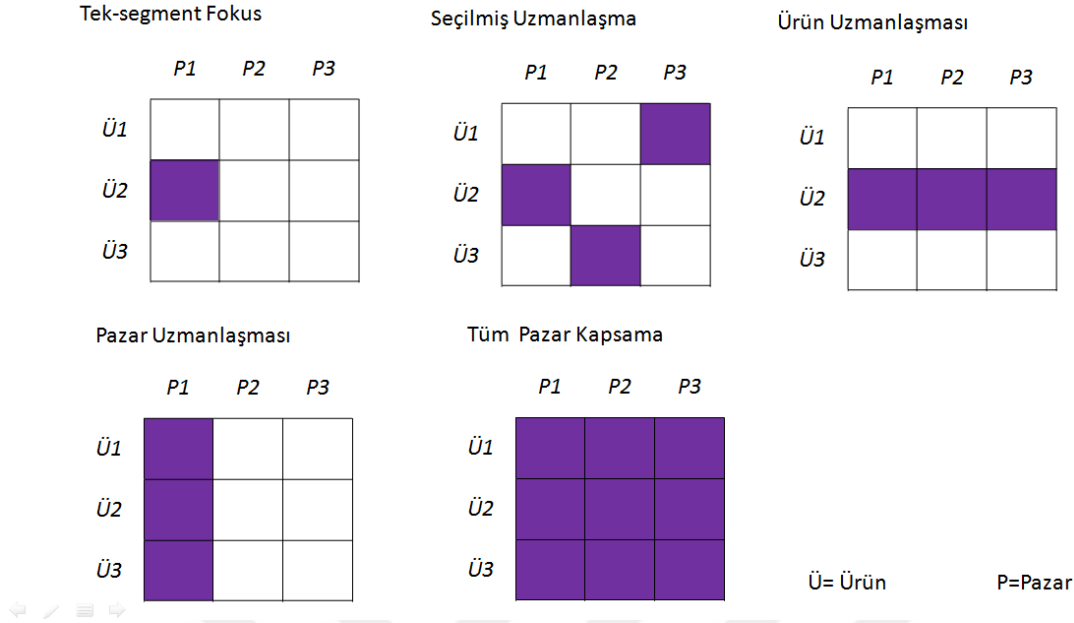 Tek-segment Fokus
P1 P2 P3
Ü1
Ü2
Ü3
Seçilmiş Uzmanlaşma
P1 P2 P3
Ü1
Ü2
Ü3
Ürün Uzmanlaşması
P1 P2 P3
Ü1
Ü2
Ü3
Pazar Uzmanlaşması
P1 P2 P3
Ü1
Ü2
Ü3
Tüm Pazar Kapsama
P1 P2 P3
Ü1
Ü2
Ü3
Ü= Ürün P=Pazar